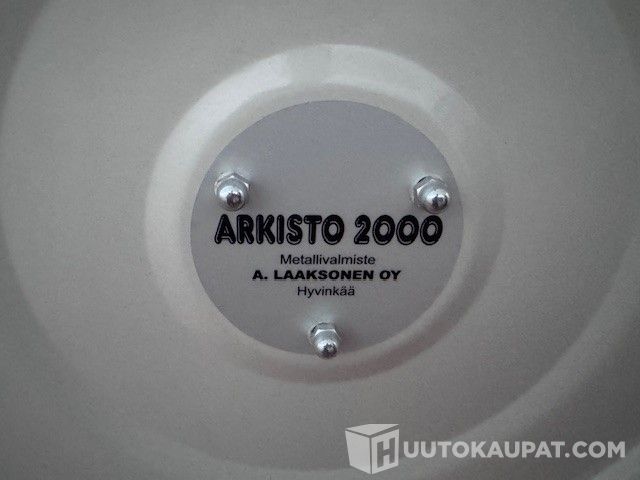 ARKISTO 2000
Metallivalmiste
A. LAAKSONEN OY
Hyvinkää
HUUTOKAUPAT.COM